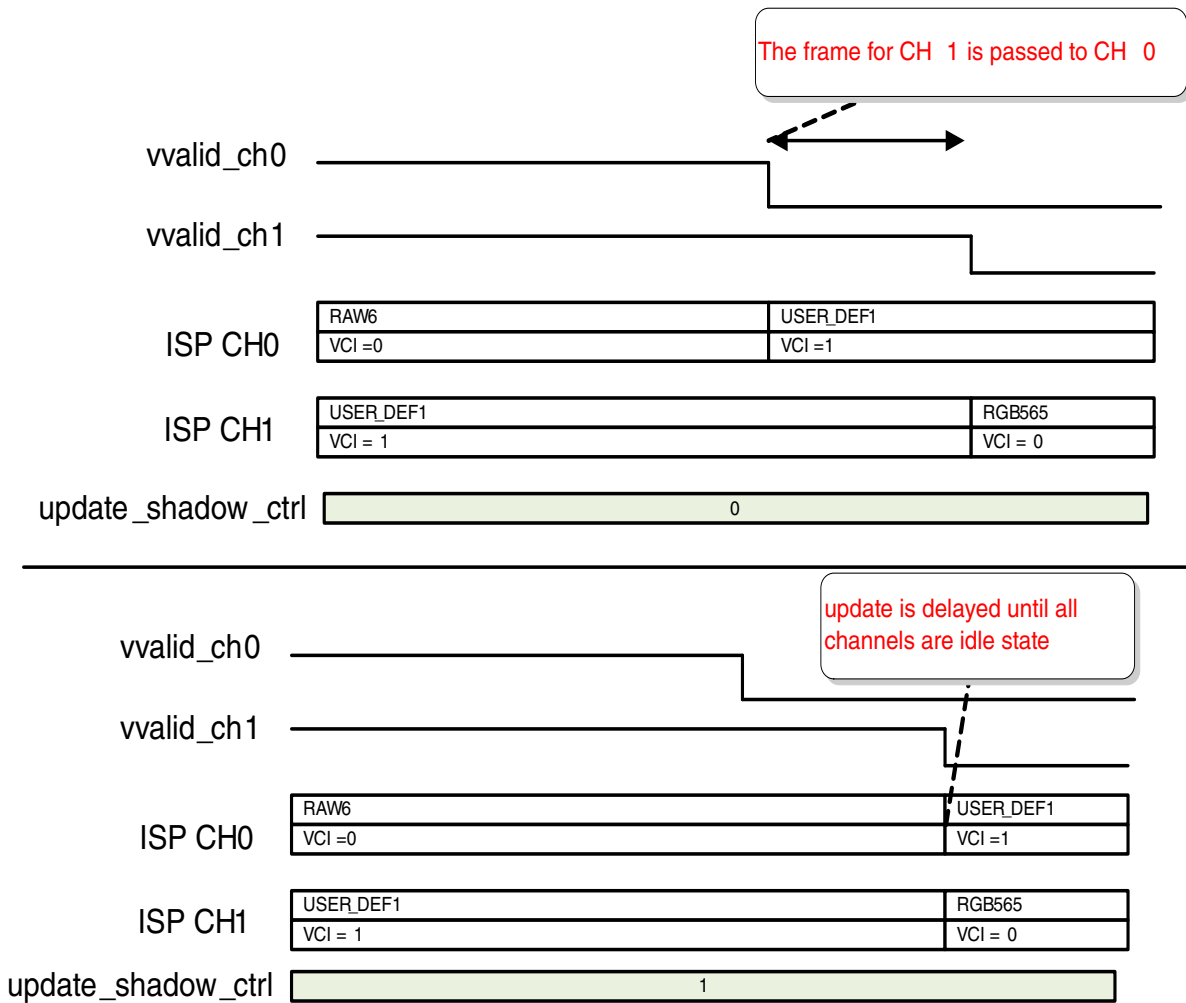 The frame for CH 1 is passed to CH 0
vvalid_ch0
vvalid_ch1
ISP CH0
RAW6
USER_DEF1
VCI =0
VCI =1
ISP CH1
USER_DEF1
RGB565
VCI = 1
VCI = 0
update_shadow_ctrl
0
update is delayed until all
channels are idle state
vvalid_ch0
vvalid_ch1
ISP CH0
RAW6
USER_DEF1
VCI =0
VCI =1
ISP CH1
USER_DEF1
RGB565
VCI = 1
VCI = 0
update_shadow_ctrl
1